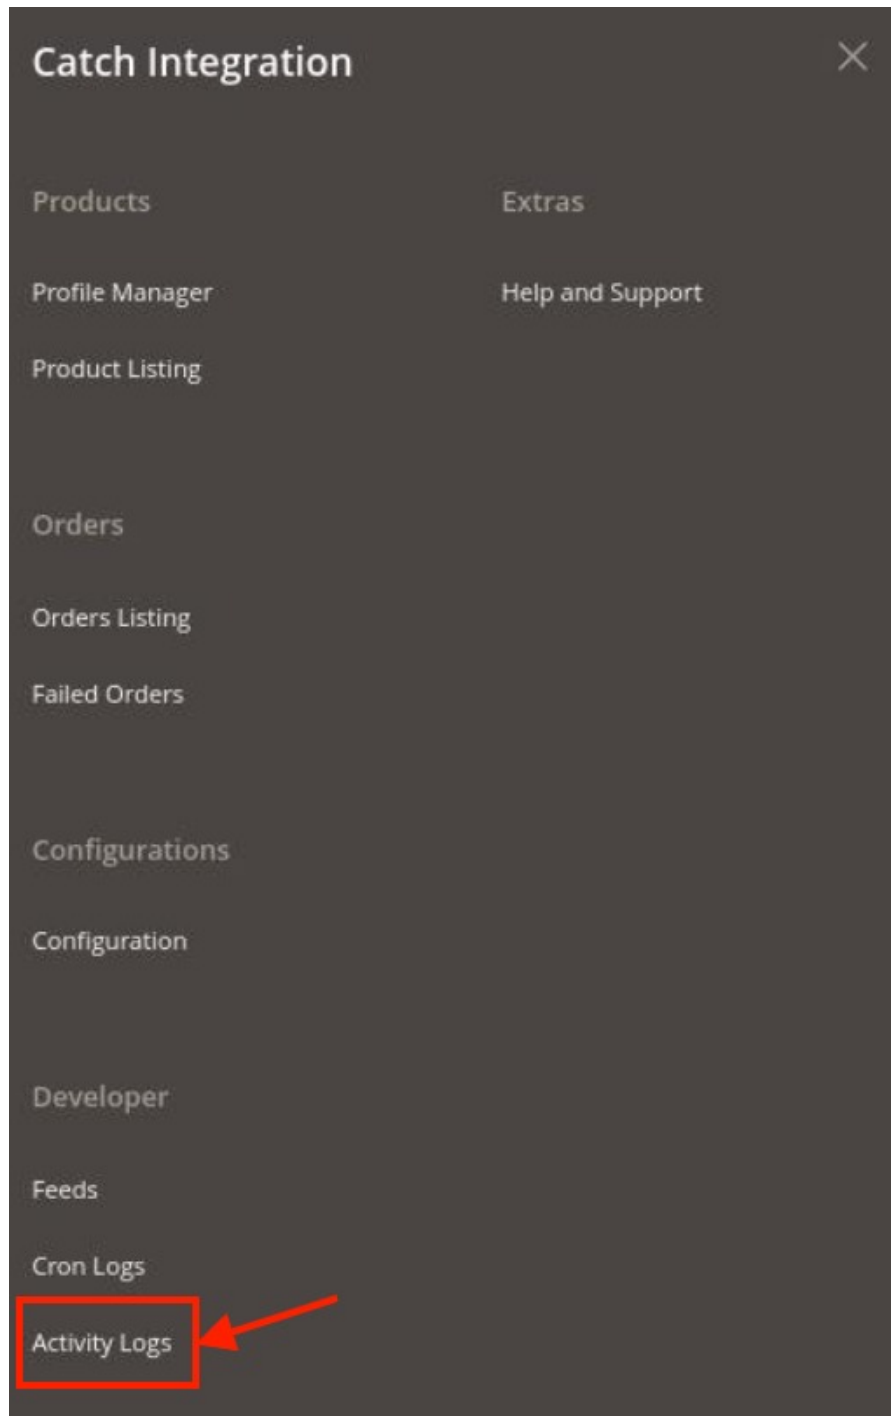 Catch Integration
Products
Profile Manager
Product Listing
Orders
Orders Listing
Failed Orders
Configurations
Configuration
Developer
Feeds
Cron Logs
Activity Logs
Extras
Help and Support